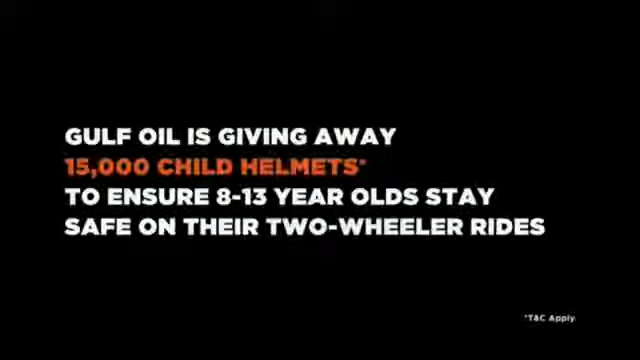 GULF OIL IS GIVING AWAY
15,000 CHILD HELMETS*
TO ENSURE 8-13 YEAR OLDS STAY
SAFE ON THEIR TWO-WHEELER RIDES
*T&C Apply